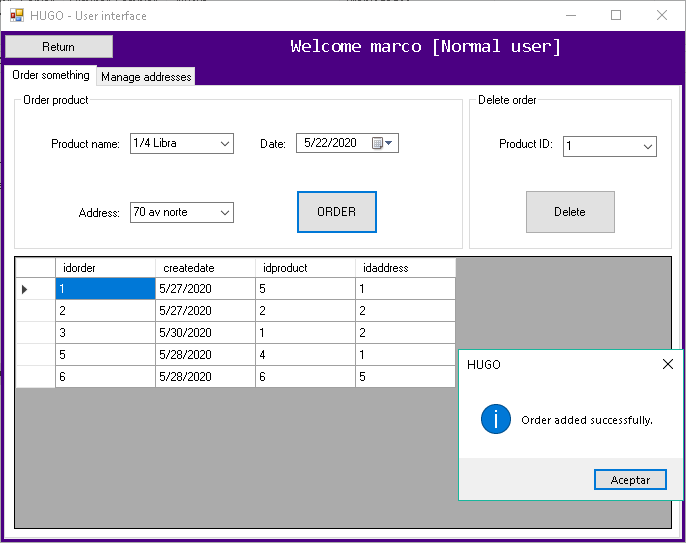 HUGO - User interface
Return
Welcome marco [Normal user]
Order something
Manage addresses
Order product
Product name: 1/4 Libra
Date: 5/22/2020
Address: 70 av norte
ORDER
Delete order
Product ID: 1
Delete
idorder createdate idproduct idaddress
1 5/27/2020 5 1
2 5/27/2020 2 2
3 5/30/2020 1 2
5 5/28/2020 4 1
6 5/28/2020 6 5
HUGO
Order added successfully.
Aceptar